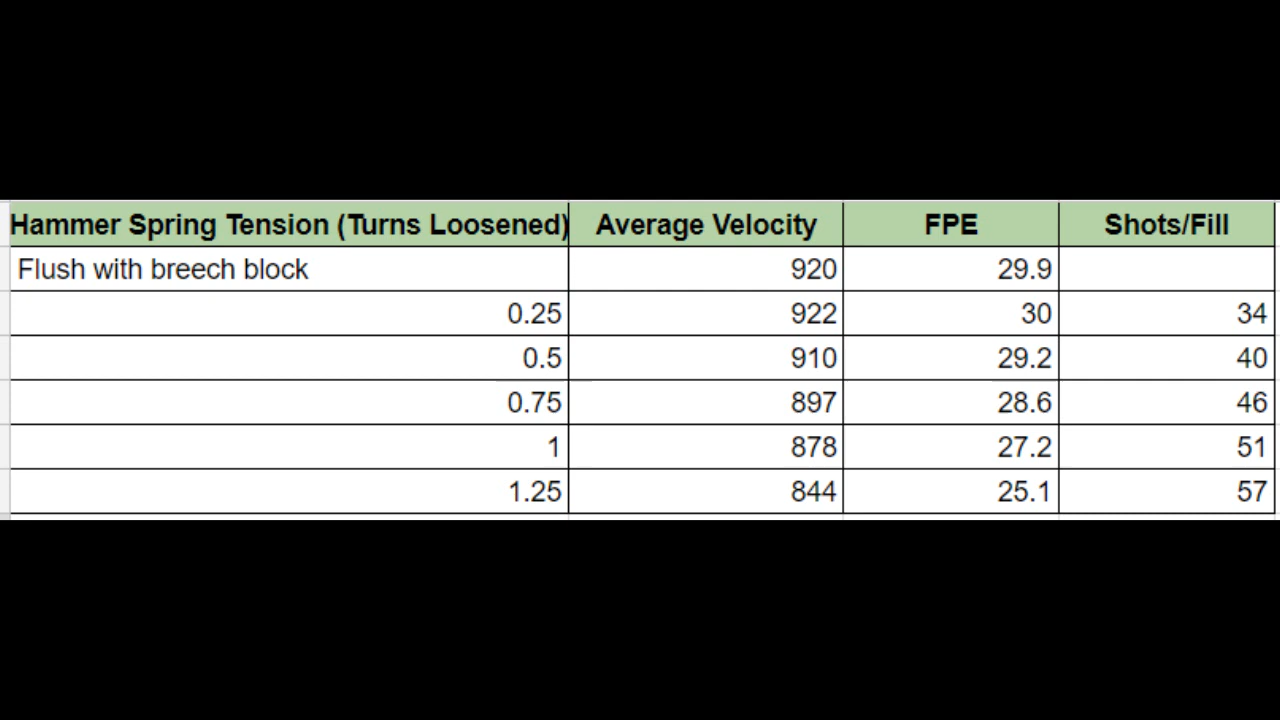 Hammer Spring Tension (Turns Loosened) Average Velocity FPE Shots/Fill
Flush with breech block 920 29.9
0.25 922 30 34
0.5 910 29.2 40
0.75 897 28.6 46
1 878 27.2 51
1.25 844 25.1 57